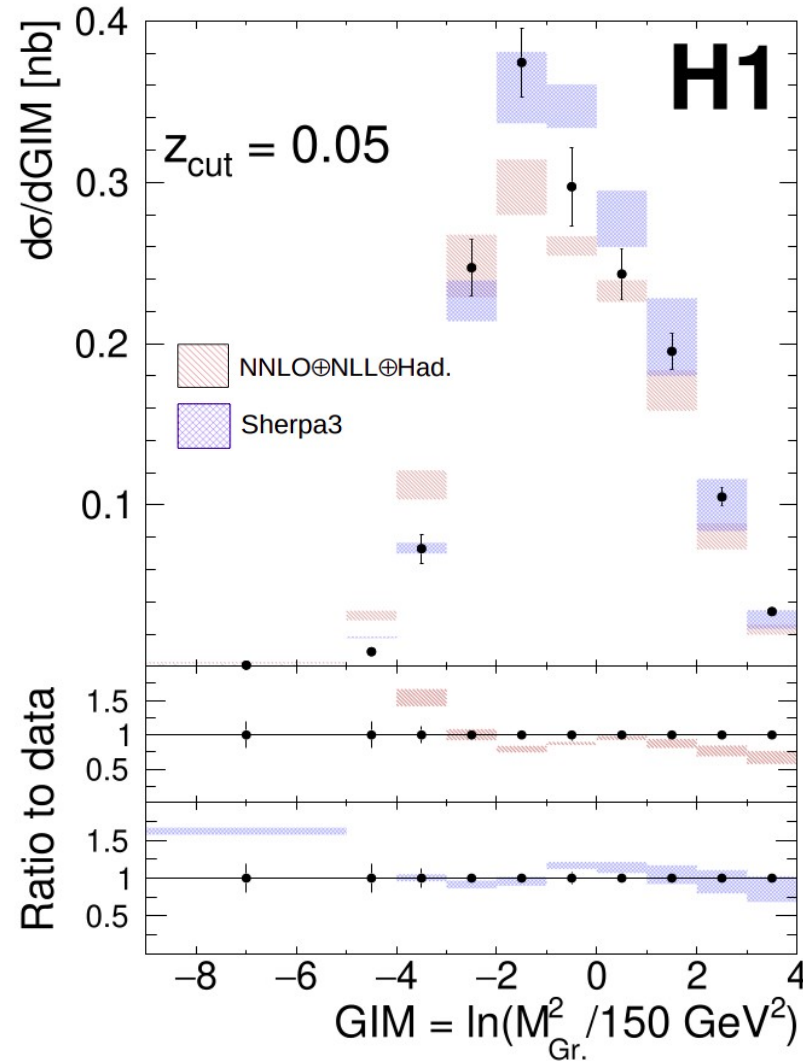 H1
dσ/dGIM [nb]
0.4
0.3
0.2
0.1
z_cut = 0.05
NNLO⊕NLL⊕Had.
Sherpa3
Ratio to data
1.5
1
0.5
1.5
1
0.5
−8 −6 −4 −2 0 2 4
GIM = ln(M²_Gr./150 GeV²)